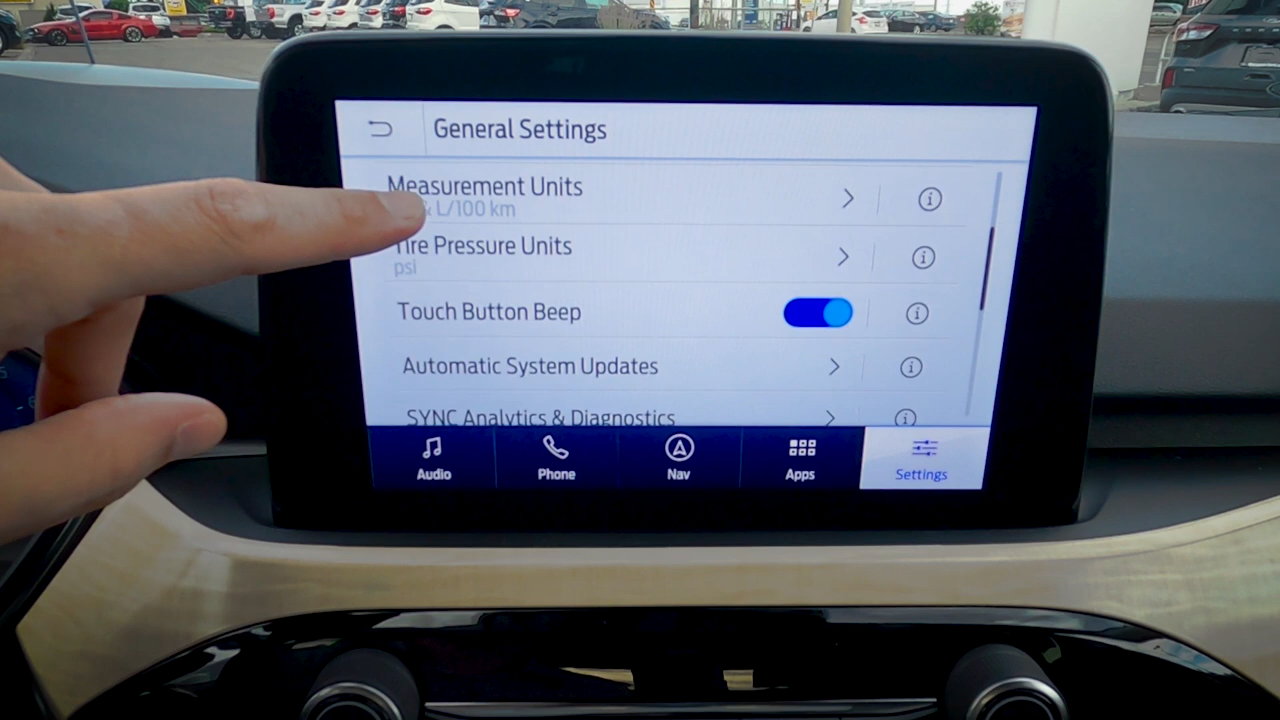 General Settings
Measurement Units
& L/100 km
Tire Pressure Units
psi
Touch Button Beep
Automatic System Updates
SYNC Analytics & Diagnostics
Audio
Phone
Nav
Apps
Settings